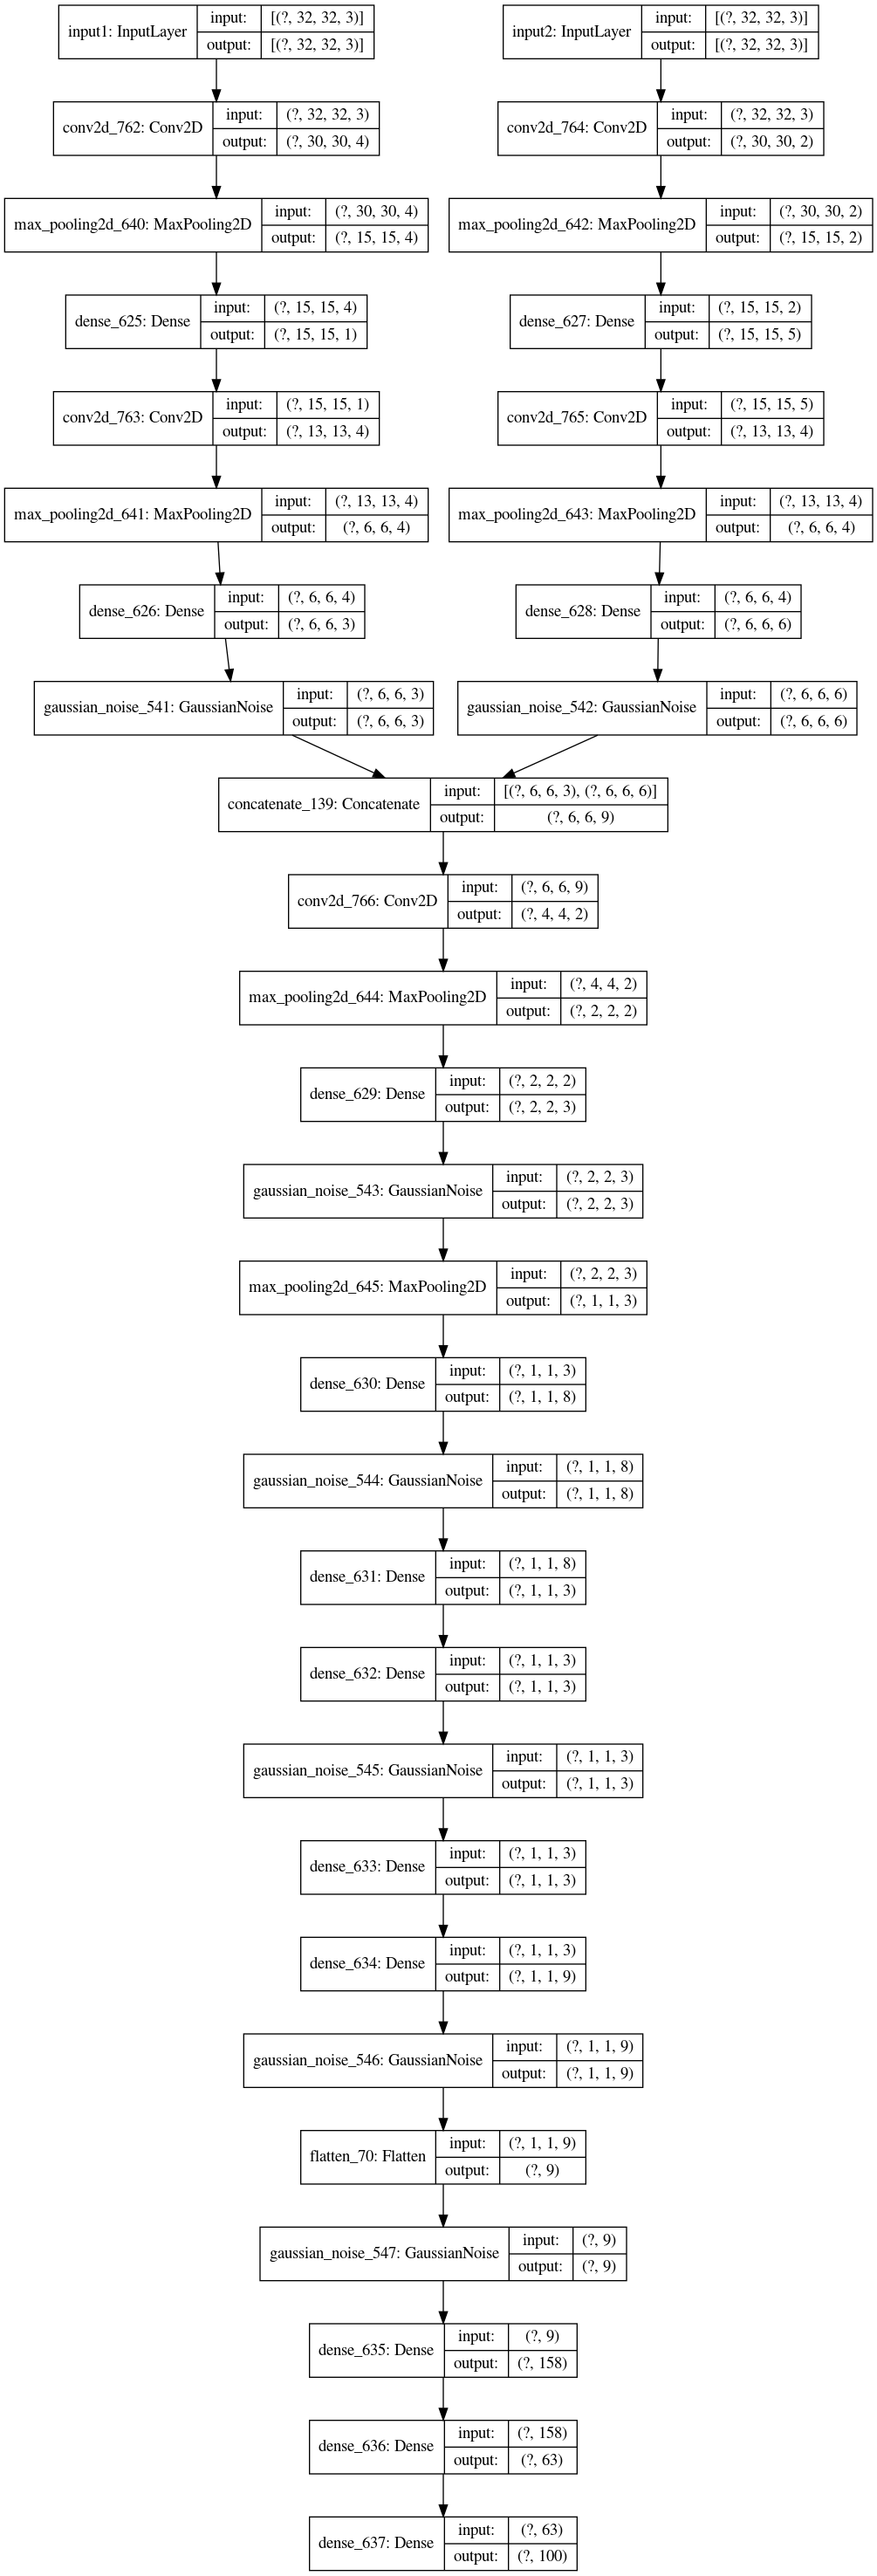 input1: InputLayer
input: [(?, 32, 32, 3)]
output: [(?, 32, 32, 3)]
input2: InputLayer
input: [(?, 32, 32, 3)]
output: [(?, 32, 32, 3)]
conv2d_762: Conv2D
input: (?, 32, 32, 3)
output: (?, 30, 30, 4)
conv2d_764: Conv2D
input: (?, 32, 32, 3)
output: (?, 30, 30, 2)
max_pooling2d_640: MaxPooling2D
input: (?, 30, 30, 4)
output: (?, 15, 15, 4)
max_pooling2d_642: MaxPooling2D
input: (?, 30, 30, 2)
output: (?, 15, 15, 2)
dense_625: Dense
input: (?, 15, 15, 4)
output: (?, 15, 15, 1)
dense_627: Dense
input: (?, 15, 15, 2)
output: (?, 15, 15, 5)
conv2d_763: Conv2D
input: (?, 15, 15, 1)
output: (?, 13, 13, 4)
conv2d_765: Conv2D
input: (?, 15, 15, 5)
output: (?, 13, 13, 4)
max_pooling2d_641: MaxPooling2D
input: (?, 13, 13, 4)
output: (?, 6, 6, 4)
max_pooling2d_643: MaxPooling2D
input: (?, 13, 13, 4)
output: (?, 6, 6, 4)
dense_626: Dense
input: (?, 6, 6, 4)
output: (?, 6, 6, 3)
dense_628: Dense
input: (?, 6, 6, 4)
output: (?, 6, 6, 6)
gaussian_noise_541: GaussianNoise
input: (?, 6, 6, 3)
output: (?, 6, 6, 3)
gaussian_noise_542: GaussianNoise
input: (?, 6, 6, 6)
output: (?, 6, 6, 6)
concatenate_139: Concatenate
input: [(?, 6, 6, 3), (?, 6, 6, 6)]
output: (?, 6, 6, 9)
conv2d_766: Conv2D
input: (?, 6, 6, 9)
output: (?, 4, 4, 2)
max_pooling2d_644: MaxPooling2D
input: (?, 4, 4, 2)
output: (?, 2, 2, 2)
dense_629: Dense
input: (?, 2, 2, 2)
output: (?, 2, 2, 3)
gaussian_noise_543: GaussianNoise
input: (?, 2, 2, 3)
output: (?, 2, 2, 3)
max_pooling2d_645: MaxPooling2D
input: (?, 2, 2, 3)
output: (?, 1, 1, 3)
dense_630: Dense
input: (?, 1, 1, 3)
output: (?, 1, 1, 8)
gaussian_noise_544: GaussianNoise
input: (?, 1, 1, 8)
output: (?, 1, 1, 8)
dense_631: Dense
input: (?, 1, 1, 8)
output: (?, 1, 1, 3)
dense_632: Dense
input: (?, 1, 1, 3)
output: (?, 1, 1, 3)
gaussian_noise_545: GaussianNoise
input: (?, 1, 1, 3)
output: (?, 1, 1, 3)
dense_633: Dense
input: (?, 1, 1, 3)
output: (?, 1, 1, 3)
dense_634: Dense
input: (?, 1, 1, 3)
output: (?, 1, 1, 9)
gaussian_noise_546: GaussianNoise
input: (?, 1, 1, 9)
output: (?, 1, 1, 9)
flatten_70: Flatten
input: (?, 1, 1, 9)
output: (?, 9)
gaussian_noise_547: GaussianNoise
input: (?, 9)
output: (?, 9)
dense_635: Dense
input: (?, 9)
output: (?, 158)
dense_636: Dense
input: (?, 158)
output: (?, 63)
dense_637: Dense
input: (?, 63)
output: (?, 100)